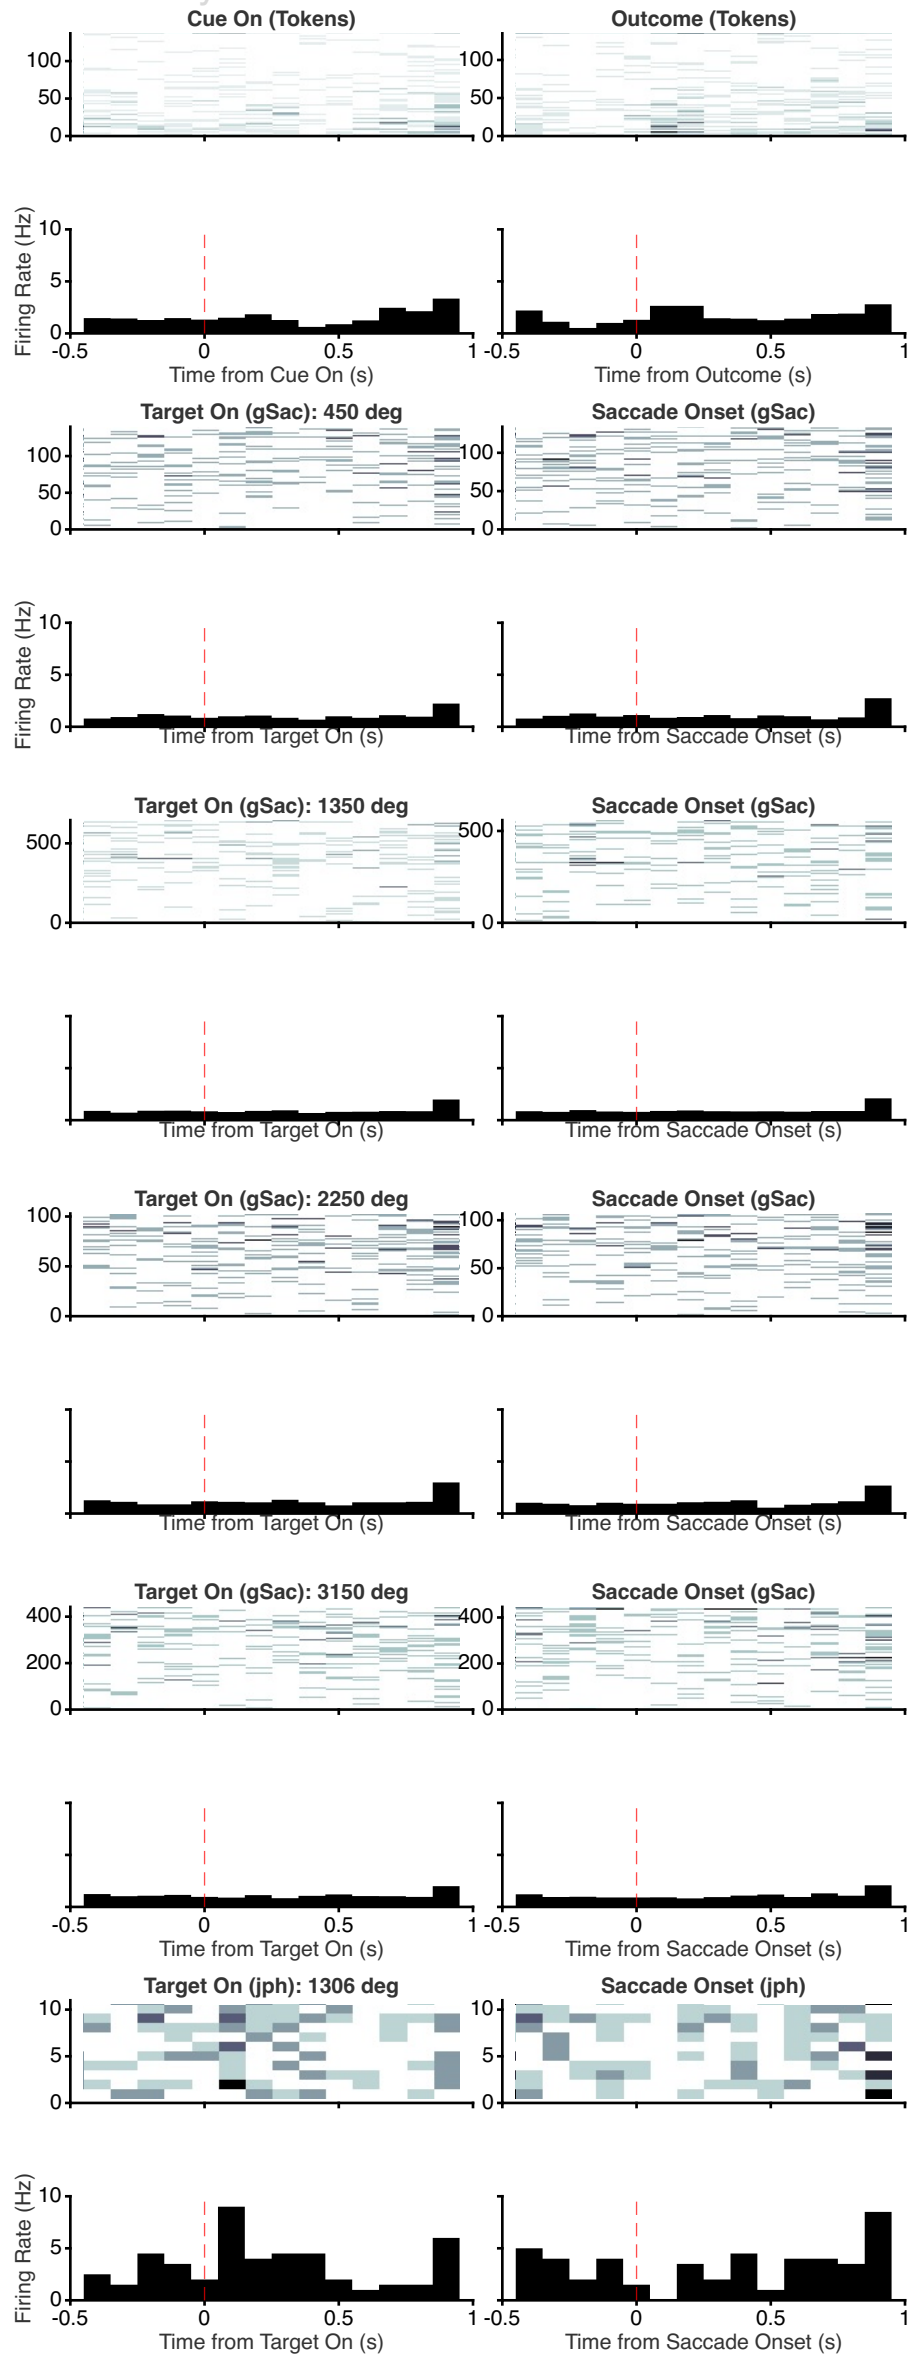 Cue On (Tokens) Outcome (Tokens)
100 100
50 50
0 0
Firing Rate (Hz)
10 10
5 5
0 0
-0.5 0 0.5 1 -0.5 0 0.5 1
Time from Cue On (s) Time from Outcome (s)
Target On (gSac): 450 deg Saccade Onset (gSac)
100 100
50 50
0 0
Firing Rate (Hz)
10 10
5 5
0 0
Time from Target On (s) Time from Saccade Onset (s)
Target On (gSac): 1350 deg Saccade Onset (gSac)
500 500
0 0
Time from Target On (s) Time from Saccade Onset (s)
Target On (gSac): 2250 deg Saccade Onset (gSac)
100 100
50 50
0 0
Time from Target On (s) Time from Saccade Onset (s)
Target On (gSac): 3150 deg Saccade Onset (gSac)
400 400
200 200
0 0
-0.5 0 0.5 1 -0.5 0 0.5 1
Time from Target On (s) Time from Saccade Onset (s)
Target On (jph): 1306 deg Saccade Onset (jph)
10 10
5 5
0 0
Firing Rate (Hz)
10 10
5 5
0 0
-0.5 0 0.5 1 -0.5 0 0.5 1
Time from Target On (s) Time from Saccade Onset (s)